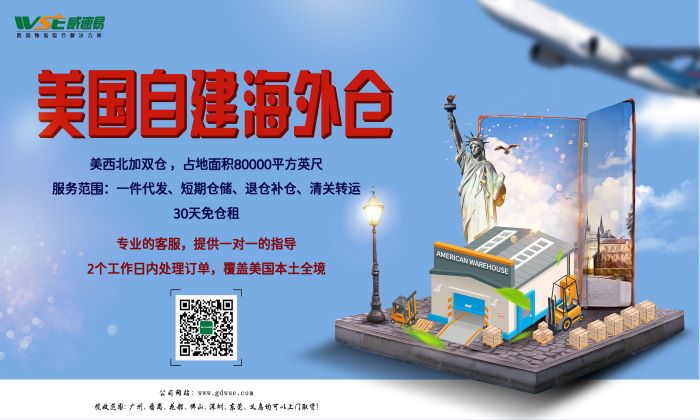 WSE 威速易
跨境物流综合解决方案
美国自建海外仓
美西北加双仓 ，占地面积80000平方英尺
服务范围：一件代发、短期仓储、退仓补仓、清关转运
30天免仓租
专业的客服，提供一对一的指导
2个工作日内处理订单，覆盖美国本土全境
AMERICAN WAREHOUSE
公司网站：www.gdwse.com
揽收范围：广州、番禺、花都、佛山、深圳、东莞、义乌均可以上门取货！